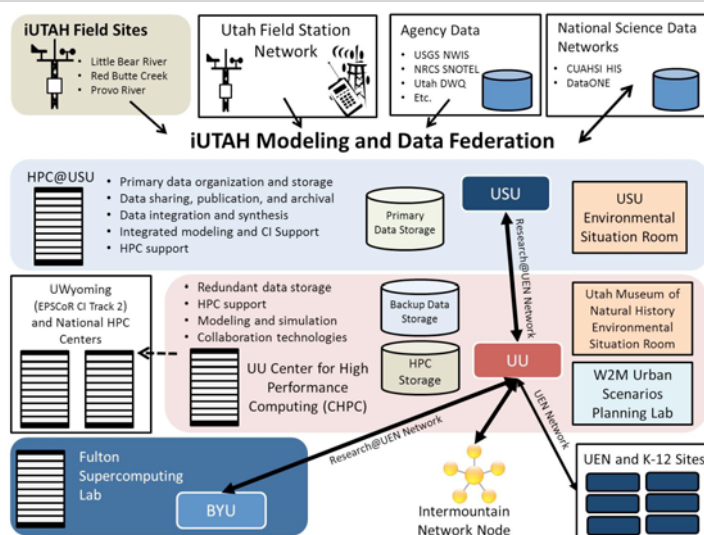 iUTAH Field Sites
• Little Bear River
• Red Butte Creek
• Provo River
Utah Field Station
Network
Agency Data
• USGS NWIS
• NRCS SNOTEL
• Utah DWQ
• Etc.
National Science Data
Networks
• CUAHSI HIS
• DataONE
iUTAH Modeling and Data Federation
HPC@USU
• Primary data organization and storage
• Data sharing, publication, and archival
• Data integration and synthesis
• Integrated modeling and CI Support
• HPC support
Primary
Data Storage
USU
USU
Environmental
Situation Room
Research@UEN Network
UWyoming
(EPSCoR CI Track 2)
and National HPC
Centers
• Redundant data storage
• HPC support
• Modeling and simulation
• Collaboration technologies
UU Center for High
Performance
Computing (CHPC)
Backup Data
Storage
HPC
Storage
UU
Utah Museum of
Natural History
Environmental
Situation Room
W2M Urban
Scenarios
Planning Lab
Research@UEN Network
UEN Network
Fulton
Supercomputing
Lab
BYU
Intermountain
Network Node
UEN and K-12 Sites